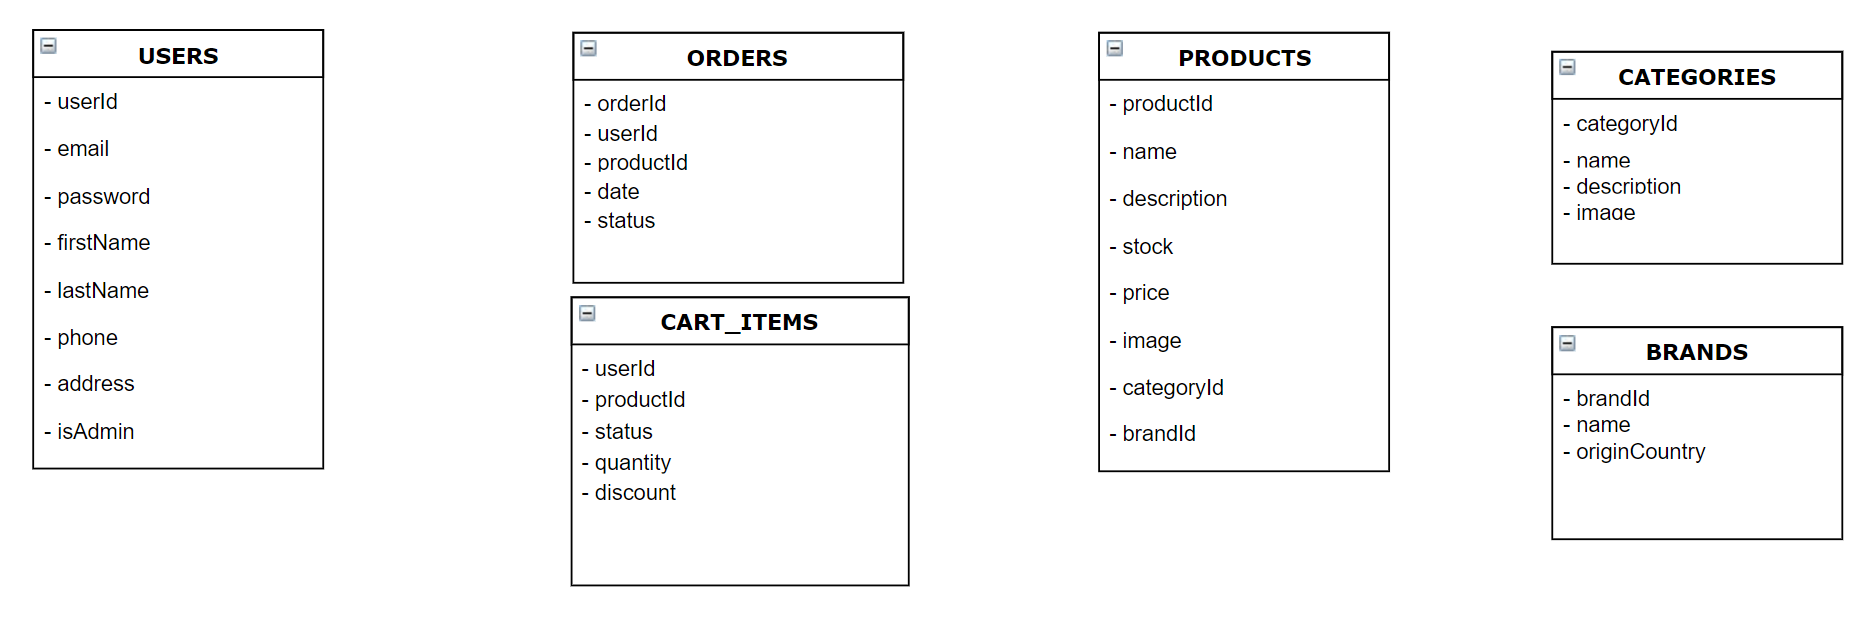 USERS
- userId
- email
- password
- firstName
- lastName
- phone
- address
- isAdmin
ORDERS
- orderId
- userId
- productId
- date
- status
CART_ITEMS
- userId
- productId
- status
- quantity
- discount
PRODUCTS
- productId
- name
- description
- stock
- price
- image
- categoryId
- brandId
CATEGORIES
- categoryId
- name
- description
- image
BRANDS
- brandId
- name
- originCountry